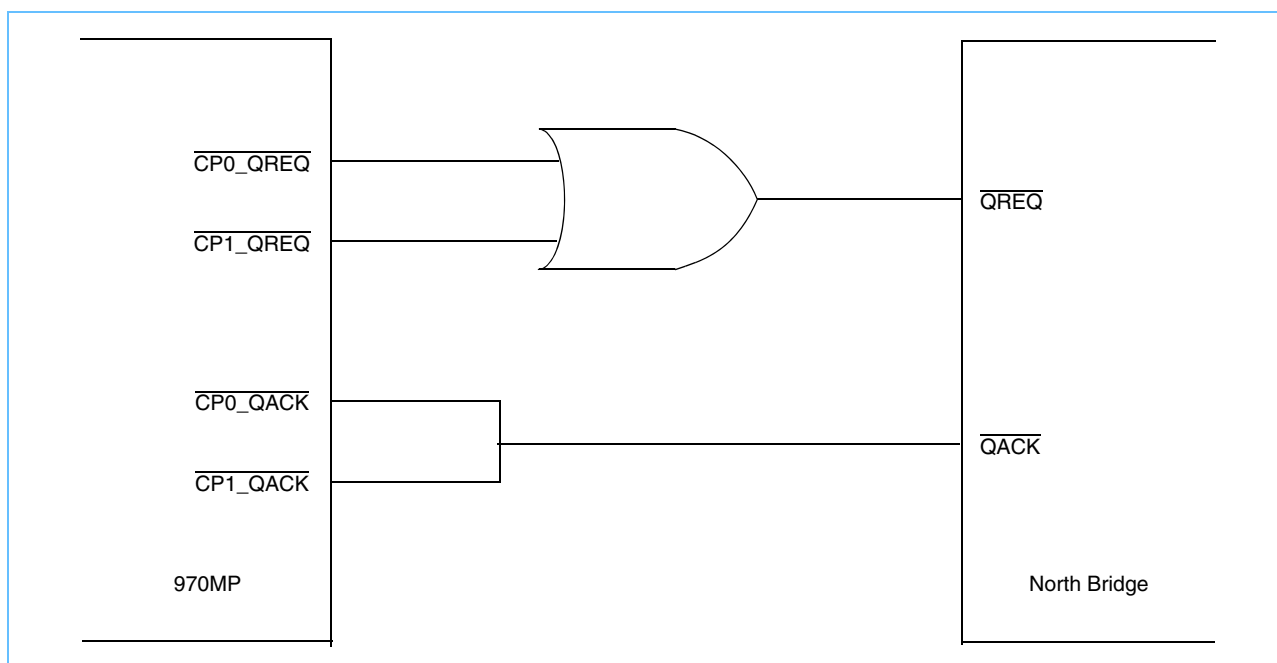 CP0_QREQ
CP1_QREQ
QREQ
CP0_QACK
CP1_QACK
QACK
970MP
North Bridge